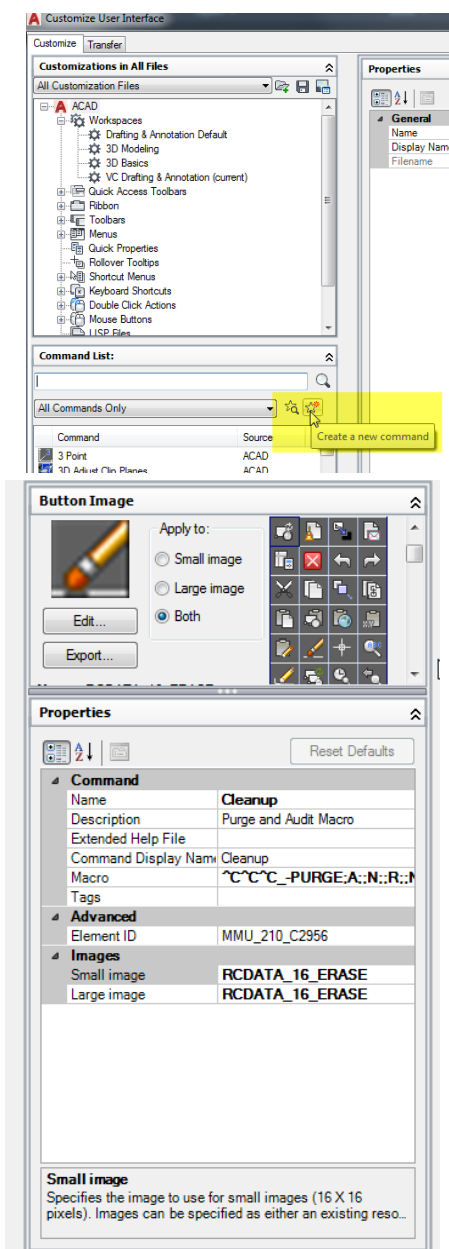 Customize User Interface
Customize Transfer
Customizations in All Files
All Customization Files
ACAD
Workspaces
Drafting & Annotation Default
3D Modeling
3D Basics
VC Drafting & Annotation (current)
Quick Access Toolbars
Ribbon
Toolbars
Menus
Quick Properties
Rollover Tooltips
Shortcut Menus
Keyboard Shortcuts
Double Click Actions
Mouse Buttons
LISP Files
Properties
General
Name
Display Nam
Filename
Command List:
All Commands Only
Create a new command
Command Source
3 Point ACAD
3D Adjust Clip Planes ACAD
Button Image
Apply to:
Small image
Large image
Both
Edit...
Export...
Properties
Reset Defaults
Command
Name Cleanup
Description Purge and Audit Macro
Extended Help File
Command Display Name Cleanup
Macro ^C^C^C_-PURGE;A;;N;;R;;N
Tags
Advanced
Element ID MMU_210_C2956
Images
Small image RCDATA_16_ERASE
Large image RCDATA_16_ERASE
Small image
Specifies the image to use for small images (16 X 16
pixels). Images can be specified as either an existing reso...